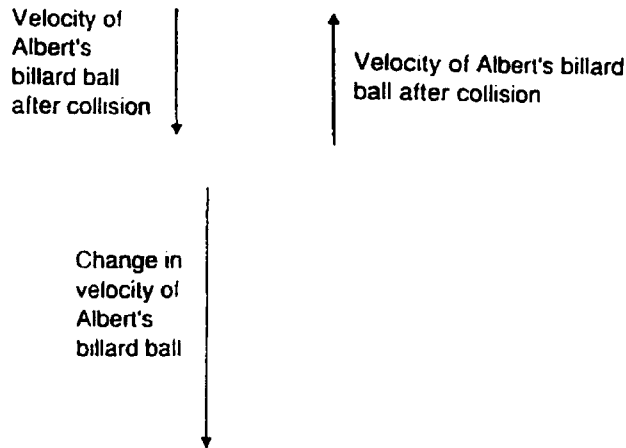 Velocity of
Albert's
billard ball
after collision
Velocity of Albert's billard
ball after collision
Change in
velocity of
Albert's
billard ball